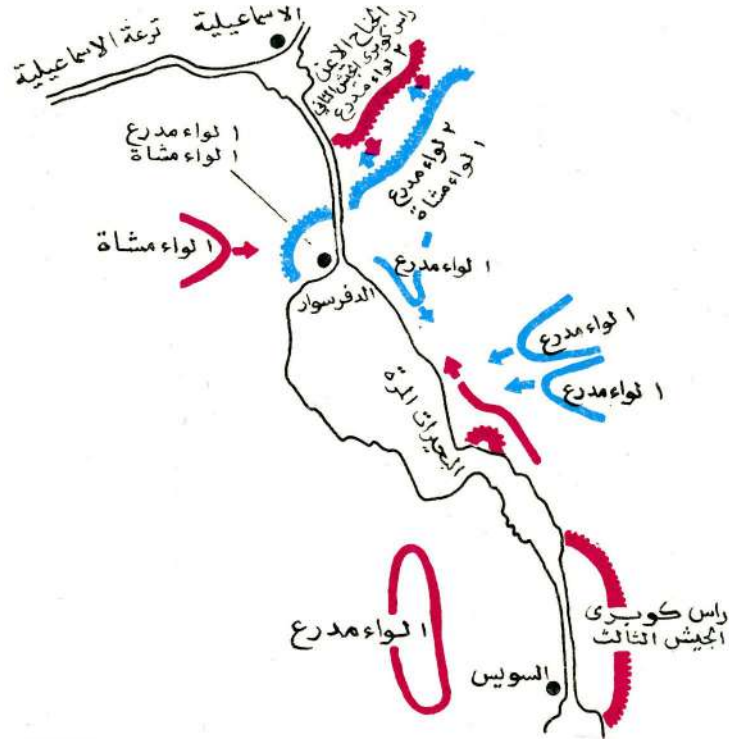 ترعة الاسماعيلية
الاسماعيلية
الجناح الايمن
راس كوبرى الجيش الثاني
٢ لواء مدرع
١ لواء مدرع
١ لواء مشاة
٢ لواء مدرع
١ لواء مشاة
١ لواء مشاة
١ لواء مدرع
الدفرسوار
١ لواء مدرع
١ لواء مدرع
البحيرات المرة
١ لواء مدرع
راس كوبرى
الجيش الثالث
السويس